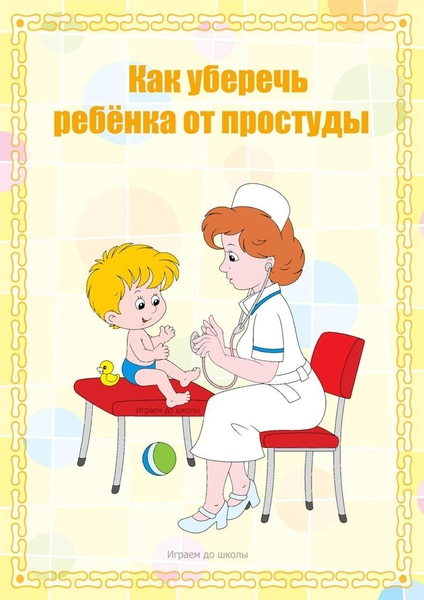 Как уберечь
ребёнка от простуды
Играем до школы
Играем до школы